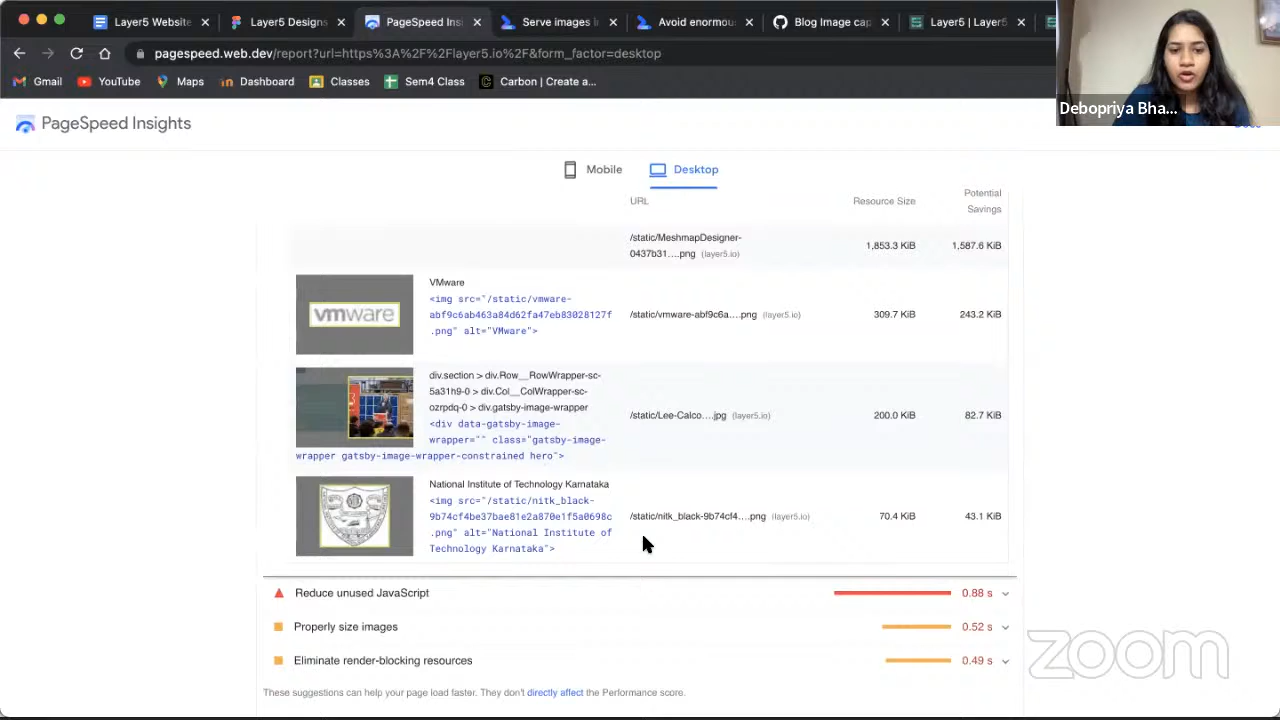 Layer5 Website
Layer5 Designs
PageSpeed Ins
Serve images in
Avoid enormous
Blog Image cap
Layer5 | Layer5
pagespeed.web.dev/report?url=https%3A%2F%2Flayer5.io%2F&form_factor=desktop
Gmail
YouTube
Maps
Dashboard
Classes
Sem4 Class
Carbon | Create a...
Debopriya Bha...
PageSpeed Insights
Docs
Mobile
Desktop
URL
Resource Size
Potential
Savings
/static/MeshmapDesigner-
0437b31....png (layer5.io)
1,853.3 KiB
1,587.6 KiB
vmware
VMware
<img src="/static/vmware-
abf9c6ab463a84d62fa47eb83028127f
.png" alt="VMware">
/static/vmware-abf9c6a....png (layer5.io)
309.7 KiB
243.2 KiB
div.section > div.Row__RowWrapper-sc-
5a31h9-0 > div.Col__ColWrapper-sc-
ozrpdq-0 > div.gatsby-image-wrapper
<div data-gatsby-image-
wrapper="" class="gatsby-image-
wrapper gatsby-image-wrapper-constrained hero">
/static/Lee-Calco....jpg (layer5.io)
200.0 KiB
82.7 KiB
National Institute of Technology Karnataka
<img src="/static/nitk_black-
9b74cf4be37bae81e2a870e1f5a0698c
.png" alt="National Institute of
Technology Karnataka">
/static/nitk_black-9b74cf4....png (layer5.io)
70.4 KiB
43.1 KiB
Reduce unused JavaScript
0.88 s
Properly size images
0.52 s
Eliminate render-blocking resources
0.49 s
These suggestions can help your page load faster. They don't directly affect the Performance score.
zoom